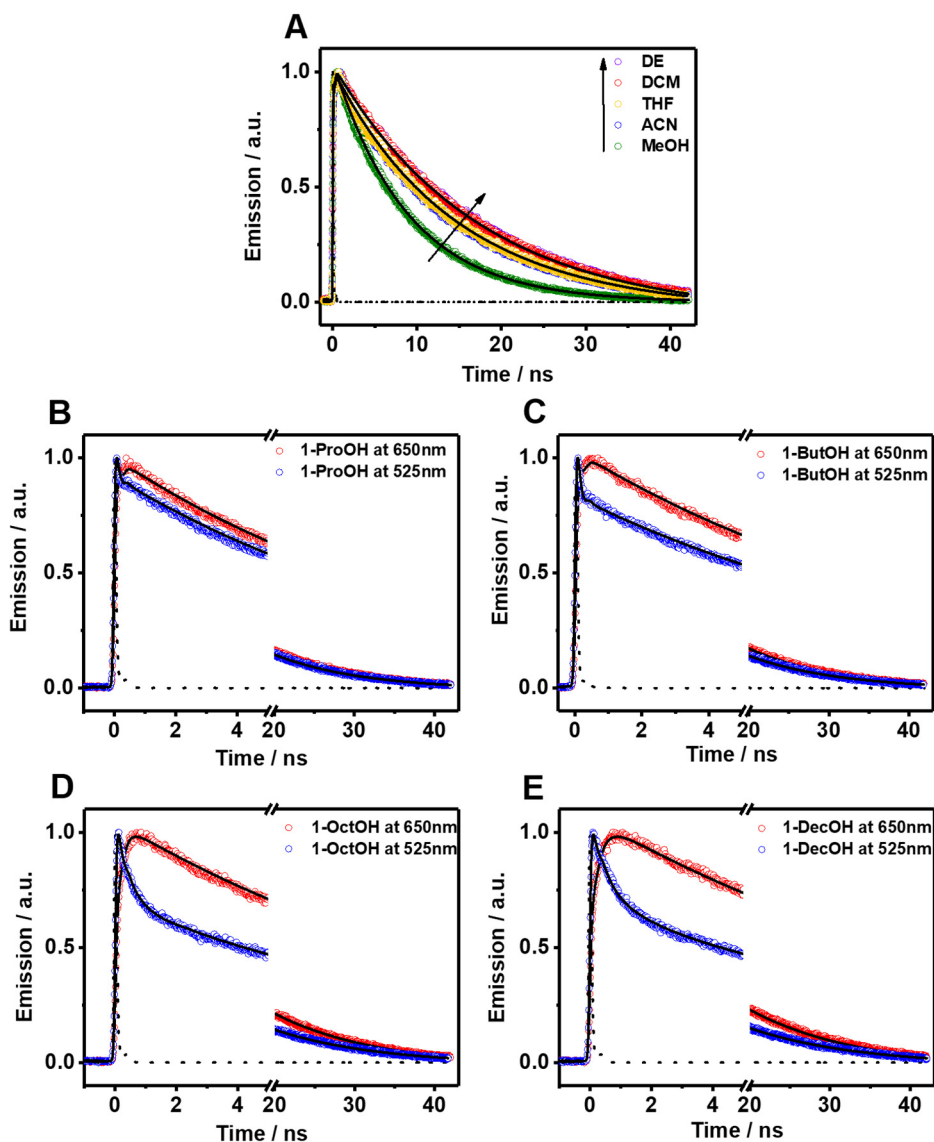 A
1.0
0.5
0.0
Emission / a.u.
DE
DCM
THF
ACN
MeOH
0 10 20 30 40
Time / ns
B
1.0
0.5
0.0
Emission / a.u.
1-ProOH at 650nm
1-ProOH at 525nm
0 2 4 20 30 40
Time / ns
C
1.0
0.5
0.0
Emission / a.u.
1-ButOH at 650nm
1-ButOH at 525nm
0 2 4 20 30 40
Time / ns
D
1.0
0.5
0.0
Emission / a.u.
1-OctOH at 650nm
1-OctOH at 525nm
0 2 4 20 30 40
Time / ns
E
1.0
0.5
0.0
Emission / a.u.
1-DecOH at 650nm
1-DecOH at 525nm
0 2 4 20 30 40
Time / ns